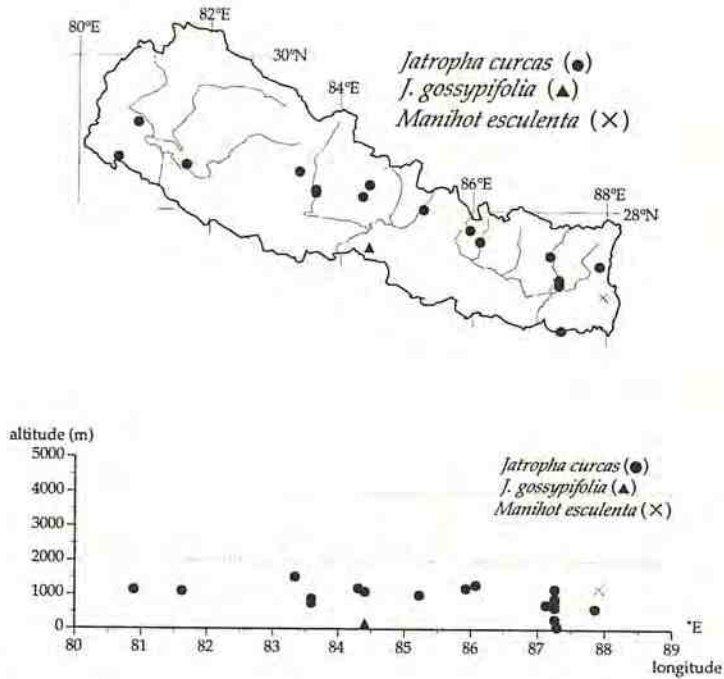 80°E
82°E
30°N
84°E
Jatropha curcas (●)
J. gossypifolia (▲)
Manihot esculenta (×)
86°E
88°E
28°N
altitude (m)
5000
4000
3000
2000
1000
0
Jatropha curcas (●)
J. gossypifolia (▲)
Manihot esculenta (×)
80 81 82 83 84 85 86 87 88 89
°E
longitude